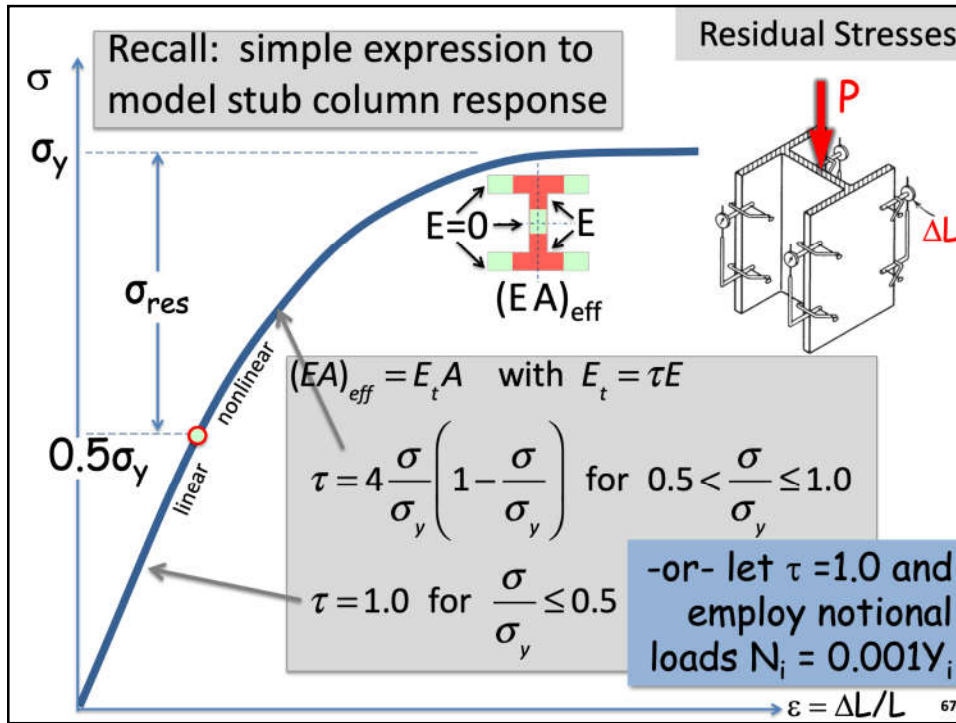 Recall: simple expression to
model stub column response
Residual Stresses
σ
σy
σres
0.5σy
linear
nonlinear
E=0
E
(EA)eff
P
ΔL
(EA)eff = EtA with Et = τE
τ = 4 σ/σy (1 − σ/σy) for 0.5 < σ/σy ≤ 1.0
τ = 1.0 for σ/σy ≤ 0.5
-or- let τ =1.0 and
employ notional
loads Ni = 0.001Yi
ε = ΔL/L
67